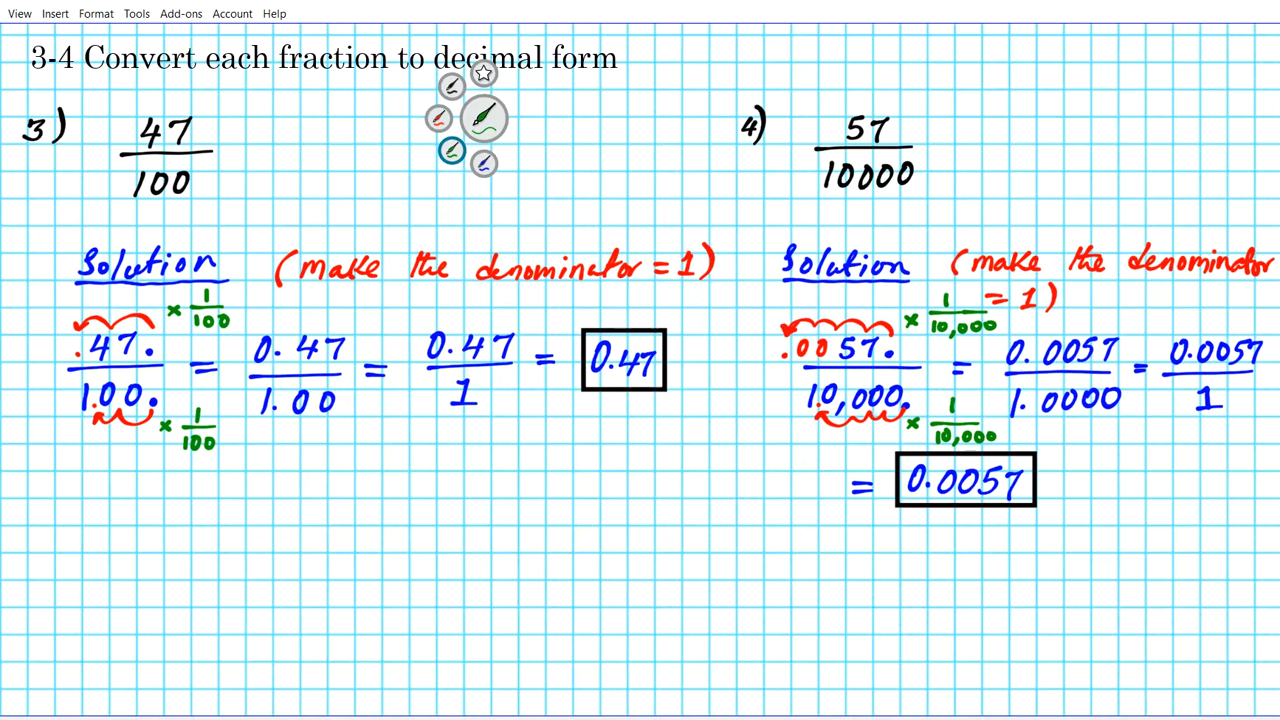 View Insert Format Tools Add-ons Account Help
3-4 Convert each fraction to decimal form
3) 47/100
4) 57/10000
Solution (make the denominator = 1)
× 1/100
.47./1.00. = 0.47/1.00 = 0.47/1 = 0.47
× 1/100
Solution (make the denominator
= 1)
× 1/10,000
.0057./1.0,000. = 0.0057/1.0000 = 0.0057/1
× 1/10,000
= 0.0057